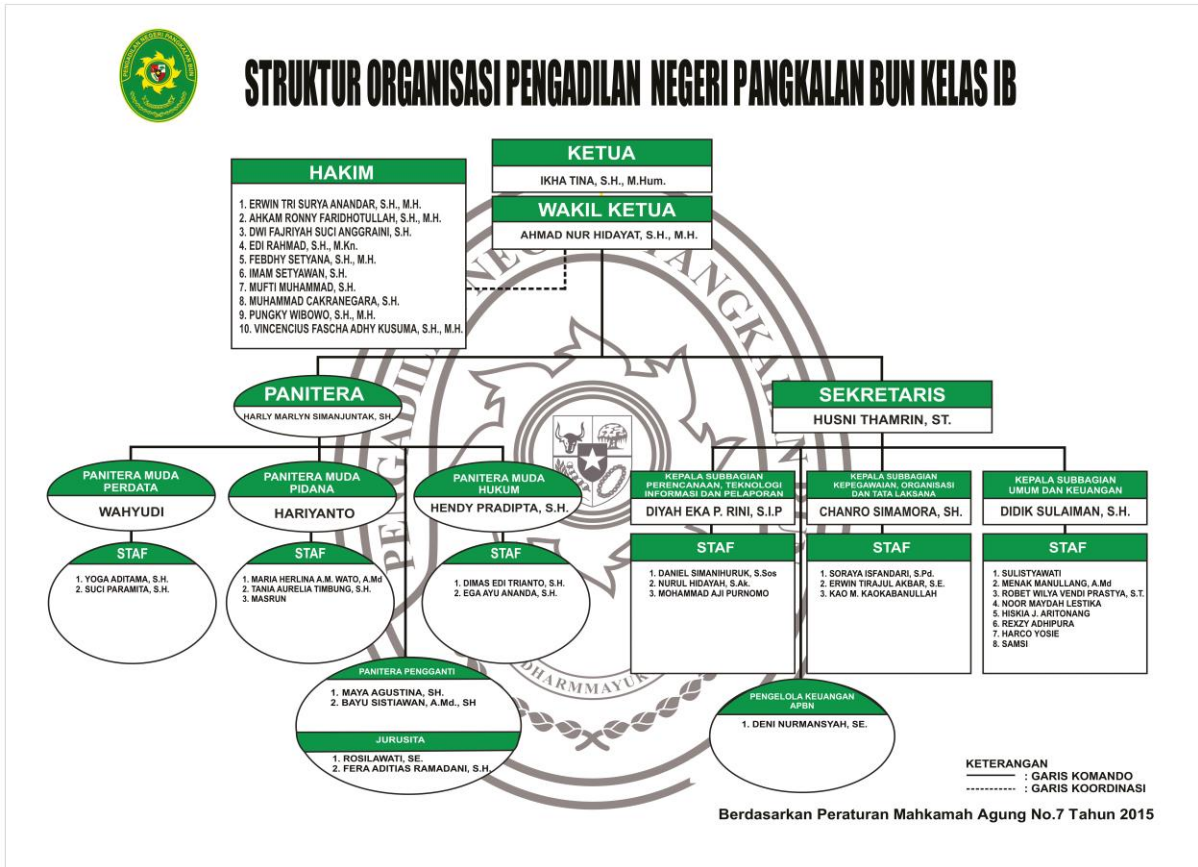 PENGADILAN NEGERI PANGKALAN BUN
STRUKTUR ORGANISASI PENGADILAN NEGERI PANGKALAN BUN KELAS IB
KETUA
IKHA TINA, S.H., M.Hum.
WAKIL KETUA
AHMAD NUR HIDAYAT, S.H., M.H.
HAKIM
1. ERWIN TRI SURYA ANANDAR, S.H., M.H.
2. AHKAM RONNY FARIDHOTULLAH, S.H., M.H.
3. DWI FAJRIYAH SUCI ANGGRAINI, S.H.
4. EDI RAHMAD, S.H., M.Kn.
5. FEBDHY SETYANA, S.H., M.H.
6. IMAM SETYAWAN, S.H.
7. MUFTI MUHAMMAD, S.H.
8. MUHAMMAD CAKRANEGARA, S.H.
9. PUNGKY WIBOWO, S.H., M.H.
10. VINCENCIUS FASCHA ADHY KUSUMA, S.H., M.H.
PANITERA
HARLY MARLYN SIMANJUNTAK, SH.
SEKRETARIS
HUSNI THAMRIN, ST.
PANITERA MUDA
PERDATA
WAHYUDI
STAF
1. YOGA ADITAMA, S.H.
2. SUCI PARAMITA, S.H.
PANITERA MUDA
PIDANA
HARIYANTO
STAF
1. MARIA HERLINA A.M. WATO, A.Md
2. TANIA AURELIA TIMBUNG, S.H.
3. MASRUN
PANITERA MUDA
HUKUM
HENDY PRADIPTA, S.H.
STAF
1. DIMAS EDI TRIANTO, S.H.
2. EGA AYU ANANDA, S.H.
KEPALA SUBBAGIAN
PERENCANAAN, TEKNOLOGI
INFORMASI DAN PELAPORAN
DIYAH EKA P. RINI, S.I.P
STAF
1. DANIEL SIMANIHURUK, S.Sos
2. NURUL HIDAYAH, S.Ak.
3. MOHAMMAD AJI PURNOMO
KEPALA SUBBAGIAN
KEPEGAWAIAN, ORGANISASI
DAN TATA LAKSANA
CHANRO SIMAMORA, SH.
STAF
1. SORAYA ISFANDARI, S.Pd.
2. ERWIN TIRAJUL AKBAR, S.E.
3. KAO M. KAOKABANULLAH
KEPALA SUBBAGIAN
UMUM DAN KEUANGAN
DIDIK SULAIMAN, S.H.
STAF
1. SULISTYAWATI
2. MENAK MANULLANG, A.Md
3. ROBET WILYA VENDI PRASTYA, S.T.
4. NOOR MAYDAH LESTIKA
5. HISKIA J. ARITONANG
6. REXZY ADHIPURA
7. HARCO YOSIE
8. SAMSI
PANITERA PENGGANTI
1. MAYA AGUSTINA, SH.
2. BAYU SISTIAWAN, A.Md., SH
JURUSITA
1. ROSILAWATI, SE.
2. FERA ADITIAS RAMADANI, S.H.
PENGELOLA KEUANGAN
APBN
1. DENI NURMANSYAH, SE.
KETERANGAN
: GARIS KOMANDO
: GARIS KOORDINASI
Berdasarkan Peraturan Mahkamah Agung No.7 Tahun 2015